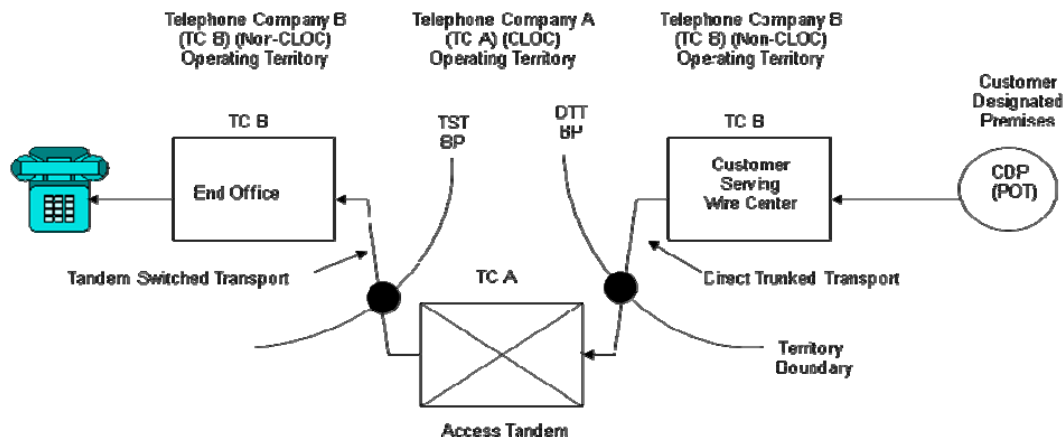 Telephone Company B
(TC B) (Nor-CLOC)
Operating Territory
Telephone Company A
(TC A) (CLOC)
Operating Territory
Telephone Company B
(TC B) (Non-CLOC)
Operating Territory
Customer
Designated
Premises
TC B
TST
BP
DTT
BP
TC B
End Office
Customer
Serving
Wire Center
CDP
(POT)
Tandem Switched Transport
TC A
Direct Trunked Transport
Territory
Boundary
Access Tandem